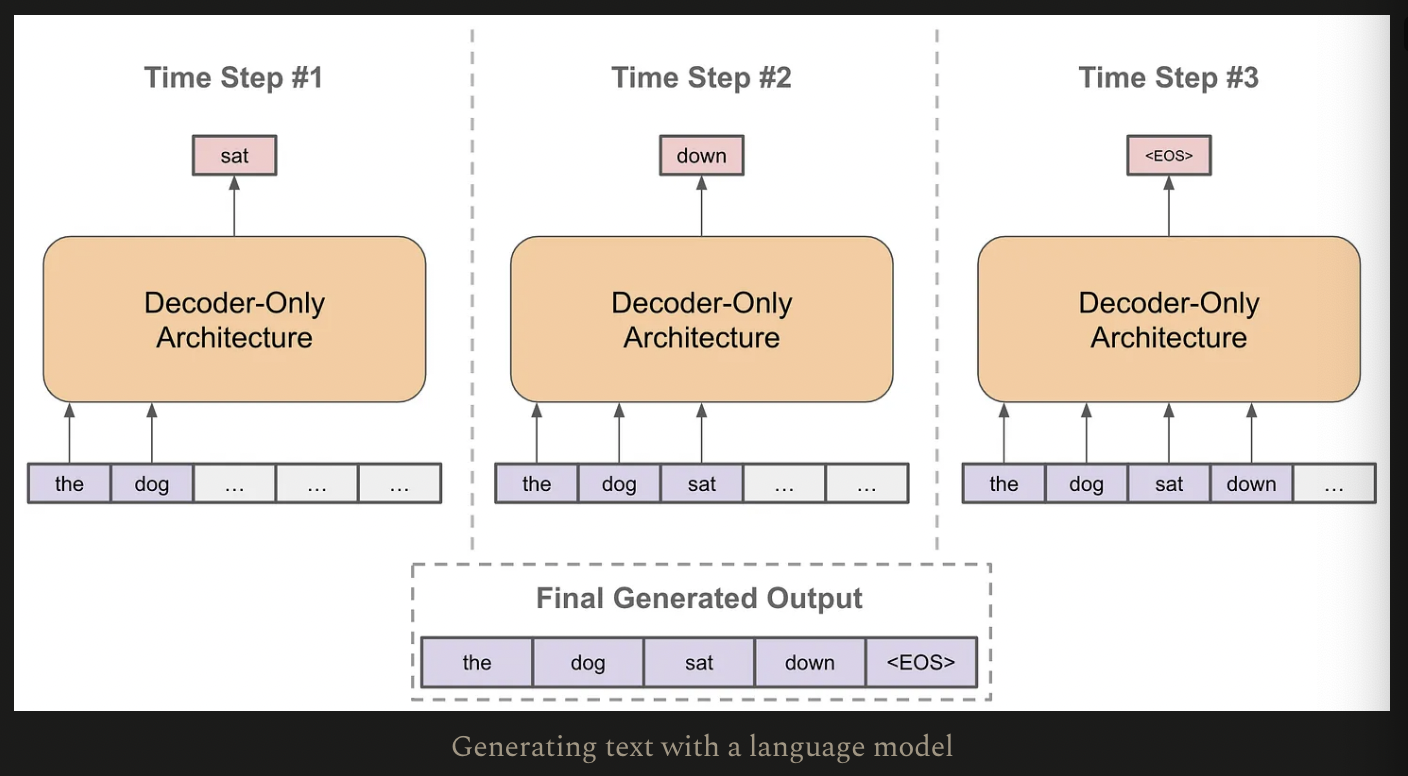 Time Step #1
sat
Decoder-Only
Architecture
the dog … … …
Time Step #2
down
Decoder-Only
Architecture
the dog sat … …
Time Step #3
<EOS>
Decoder-Only
Architecture
the dog sat down …
Final Generated Output
the dog sat down <EOS>
Generating text with a language model